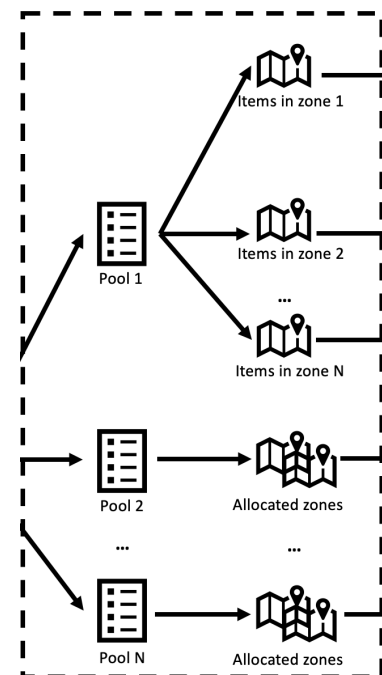 Items in zone 1
Pool 1
Items in zone 2
...
Items in zone N
Pool 2
Allocated zones
...
...
Pool N
Allocated zones